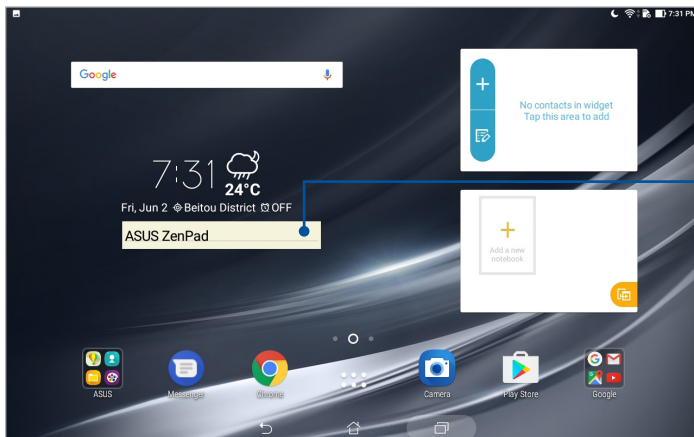 7:31 PM
Google
7:31
24°C
Fri, Jun 2 Beitou District OFF
ASUS ZenPad
No contacts in widget
Tap this area to add
Add a new
notebook
ASUS
Messenger
Chrome
Camera
Play Store
Google